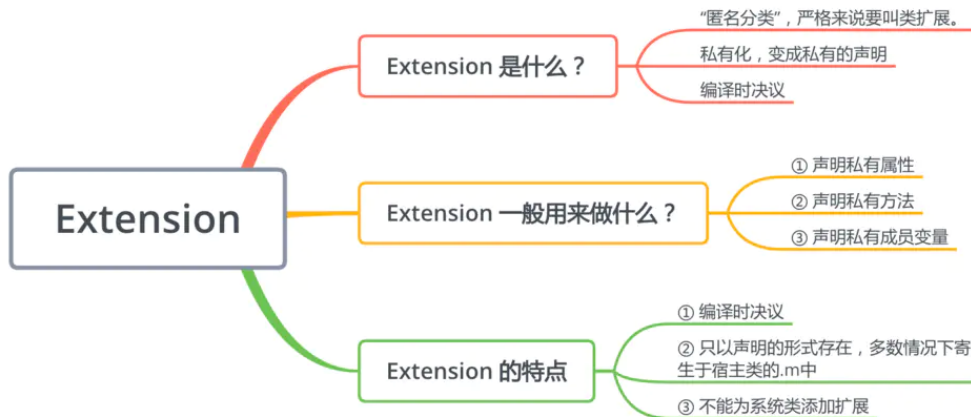 Extension
Extension 是什么？
“匿名分类”，严格来说要叫类扩展。
私有化，变成私有的声明
编译时决议
Extension 一般用来做什么？
① 声明私有属性
② 声明私有方法
③ 声明私有成员变量
Extension 的特点
① 编译时决议
② 只以声明的形式存在，多数情况下寄
生于宿主类的.m中
③ 不能为系统类添加扩展